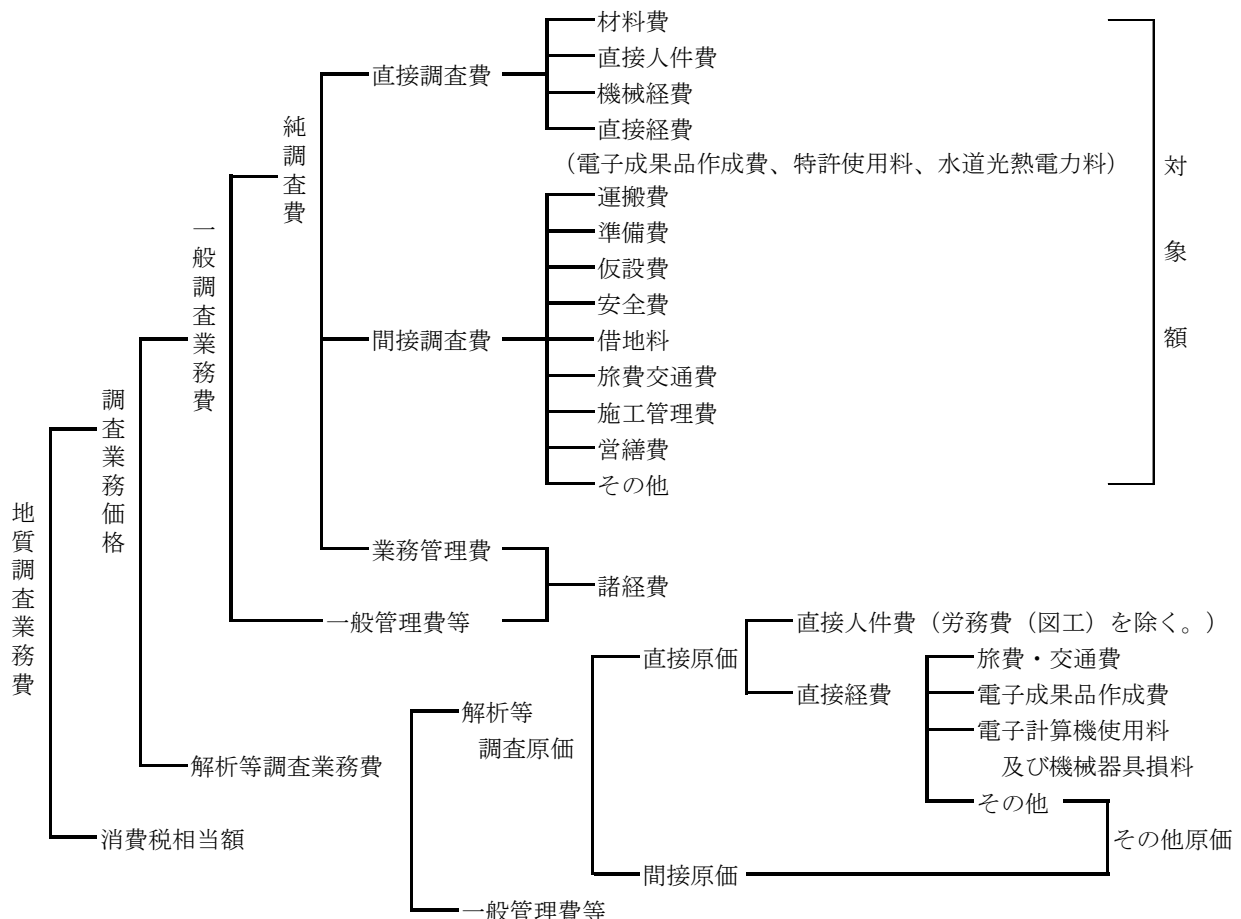 材料費
直接人件費
直接調査費
機械経費
直接経費
(電子成果品作成費、特許使用料、水道光熱電力料)
純調査費
運搬費
準備費
仮設費
安全費
間接調査費
借地料
旅費交通費
施工管理費
営繕費
その他
対象額
一般調査業務費
業務管理費
諸経費
一般管理費等
調査業務価格
地質調査業務費
直接人件費(労務費(図工)を除く。)
直接原価
旅費・交通費
直接経費
電子成果品作成費
解析等
調査原価
電子計算機使用料
及び機械器具損料
解析等調査業務費
その他
消費税相当額
その他原価
間接原価
一般管理費等